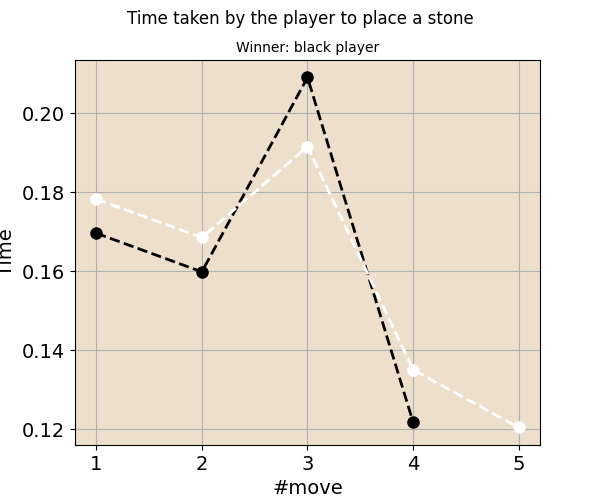 Time taken by the player to place a stone
Winner: black player
0.20
0.18
0.16
0.14
0.12
Time
1 2 3 4 5
#move